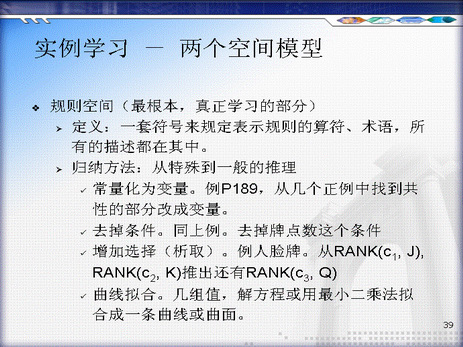 实例学习 － 两个空间模型
❖ 规则空间（最根本，真正学习的部分）
➢ 定义：一套符号来规定表示规则的算符、术语，所
有的描述都在其中。
➢ 归纳方法：从特殊到一般的推理
✓ 常量化为变量。例P189，从几个正例中找到共
性的部分改成变量。
✓ 去掉条件。同上例。去掉牌点数这个条件
✓ 增加选择（析取）。例人脸牌。从RANK(c₁, J),
RANK(c₂, K)推出还有RANK(c₃, Q)
✓ 曲线拟合。几组值，解方程或用最小二乘法拟
合成一条曲线或曲面。
39